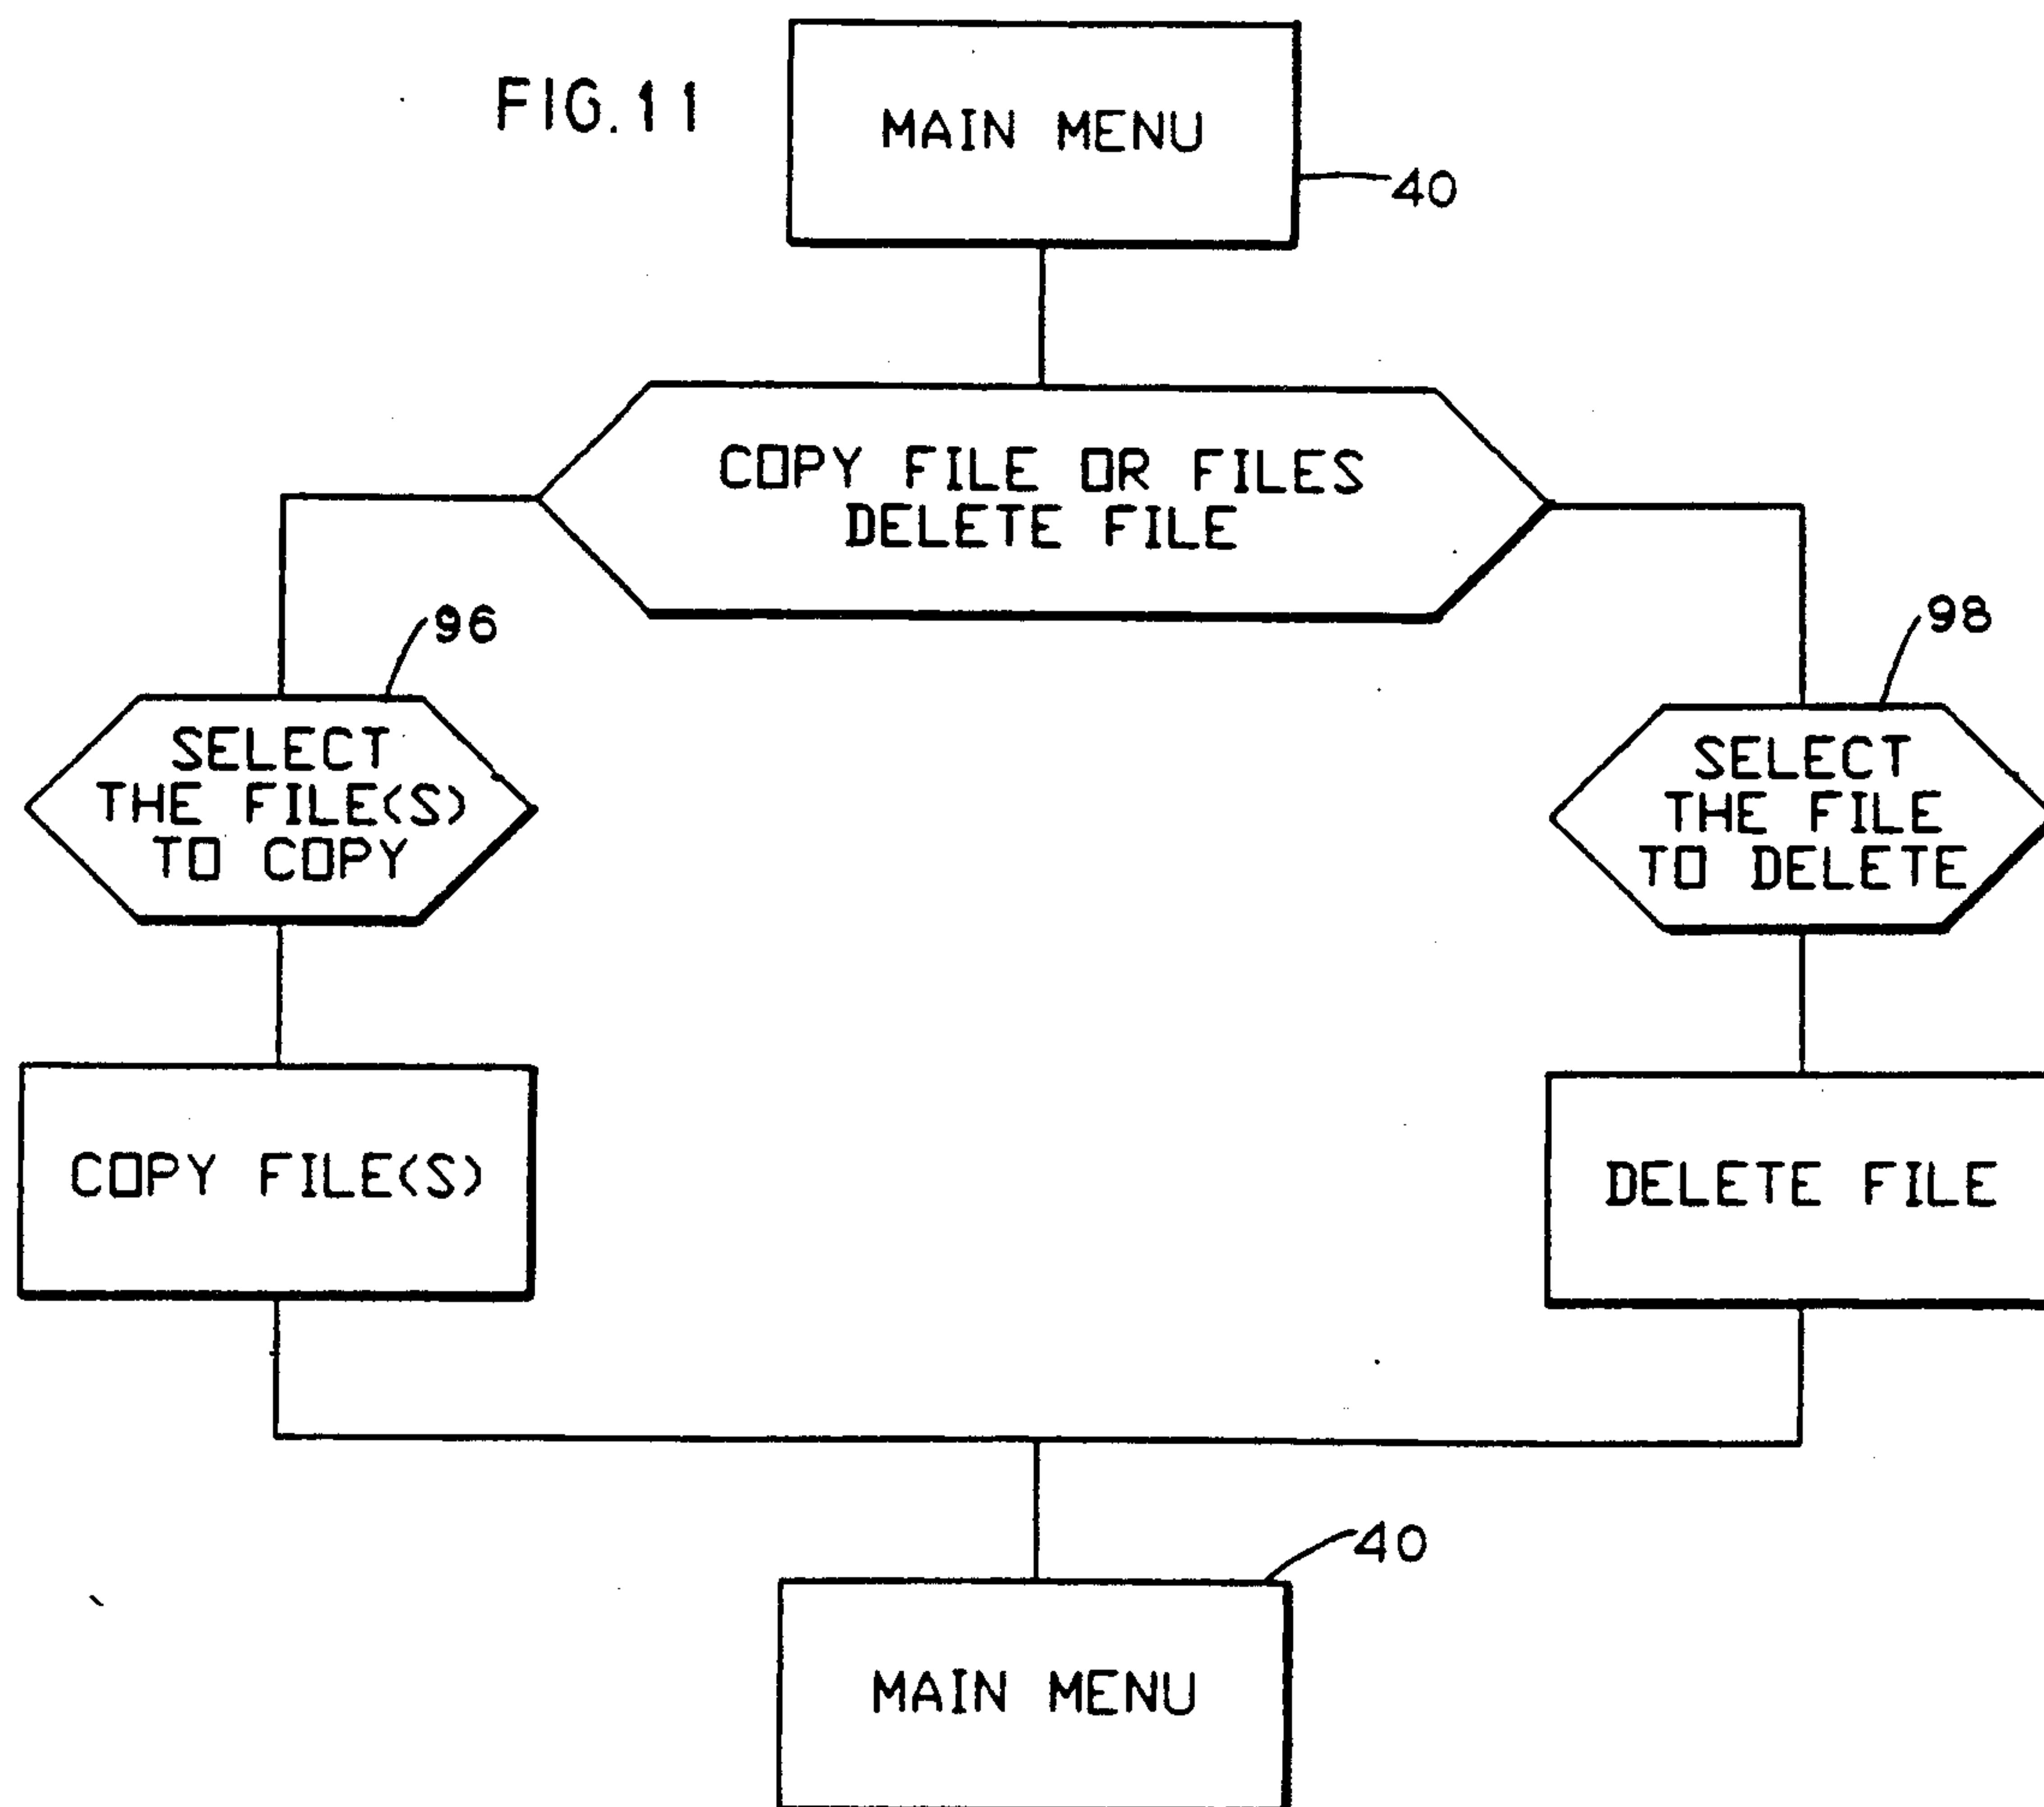 FIG.11
MAIN MENU
40
COPY FILE OR FILES
DELETE FILE
96
98
SELECT
THE FILE(S)
TO COPY
SELECT
THE FILE
TO DELETE
COPY FILE(S)
DELETE FILE
40
MAIN MENU